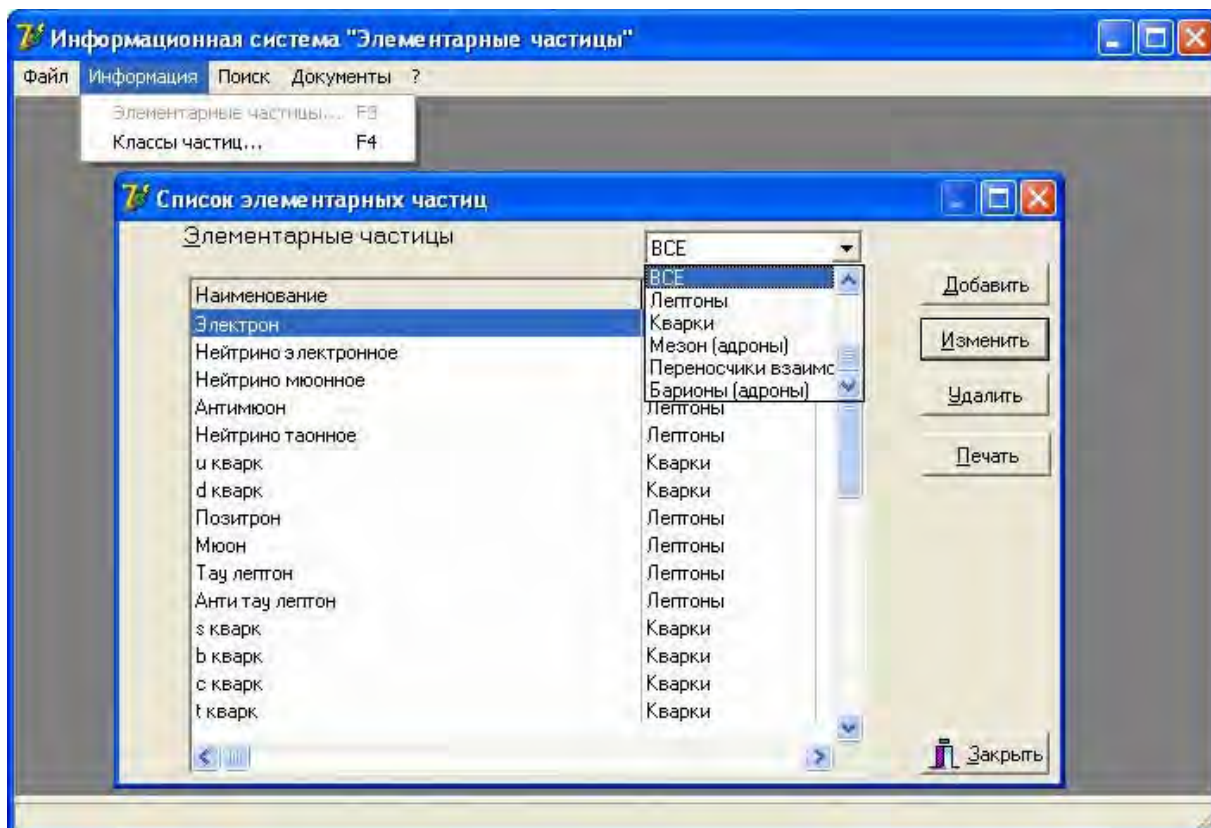 Информационная система "Элементарные частицы"
Файл Информация Поиск Документы ?
Элементарные частицы... F3
Классы частиц... F4
Список элементарных частиц
Элементарные частицы
ВСЕ
ВСЕ
Лептоны
Кварки
Мезон (адроны)
Переносчики взаимо
Барионы (адроны)
Наименование
Электрон
Нейтрино электронное
Нейтрино мюонное
Антимюон Лептоны
Нейтрино таонное Лептоны
u кварк Кварки
d кварк Кварки
Позитрон Лептоны
Мюон Лептоны
Тау лептон Лептоны
Анти тау лептон Лептоны
s кварк Кварки
b кварк Кварки
c кварк Кварки
t кварк Кварки
Добавить
Изменить
Удалить
Печать
Закрыть